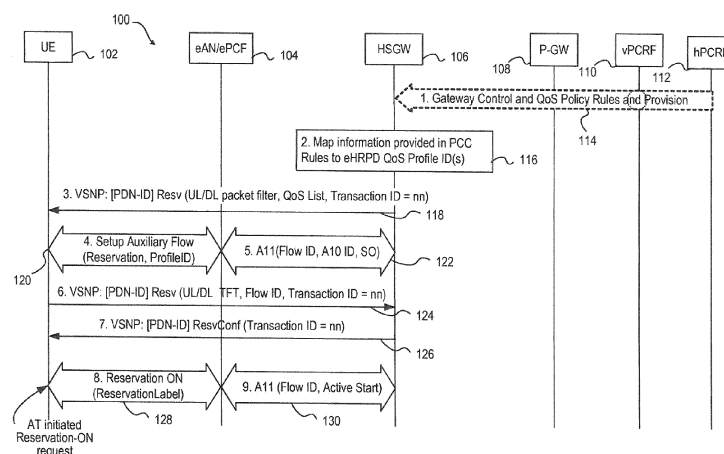 100
UE
102
eAN/ePCF
104
HSGW
106
P-GW
108
vPCRF
110
hPCRF
112
1. Gateway Control and QoS Policy Rules and Provision
114
2. Map information provided in PCC
Rules to eHRPD QoS Profile ID(s)
116
3. VSNP: [PDN-ID] Resv (UL/DL packet filter, QoS List, Transaction ID = nn)
118
4. Setup Auxiliary Flow
(Reservation, ProfileID)
120
5. A11(Flow ID, A10 ID, SO)
122
6. VSNP: [PDN-ID] Resv (UL/DL TFT, Flow ID, Transaction ID = nn)
124
7. VSNP: [PDN-ID] ResvConf (Transaction ID = nn)
126
8. Reservation ON
(ReservationLabel)
128
9. A11 (Flow ID, Active Start)
130
AT initiated
Reservation-ON
request